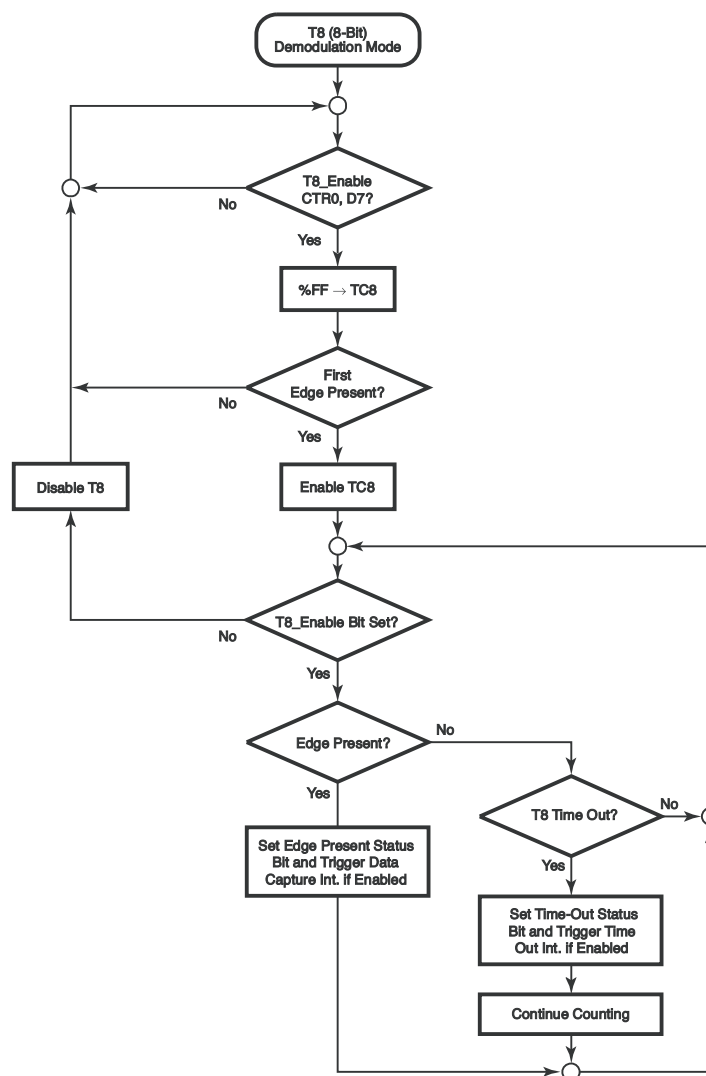 T8 (8-Bit)
Demodulation Mode
T8_Enable
CTR0, D7?
No
Yes
%FF → TC8
First
Edge Present?
No
Yes
Disable T8
Enable TC8
T8_Enable Bit Set?
No
Yes
Edge Present?
No
Yes
T8 Time Out?
No
Yes
Set Edge Present Status
Bit and Trigger Data
Capture Int. if Enabled
Set Time-Out Status
Bit and Trigger Time
Out Int. if Enabled
Continue Counting